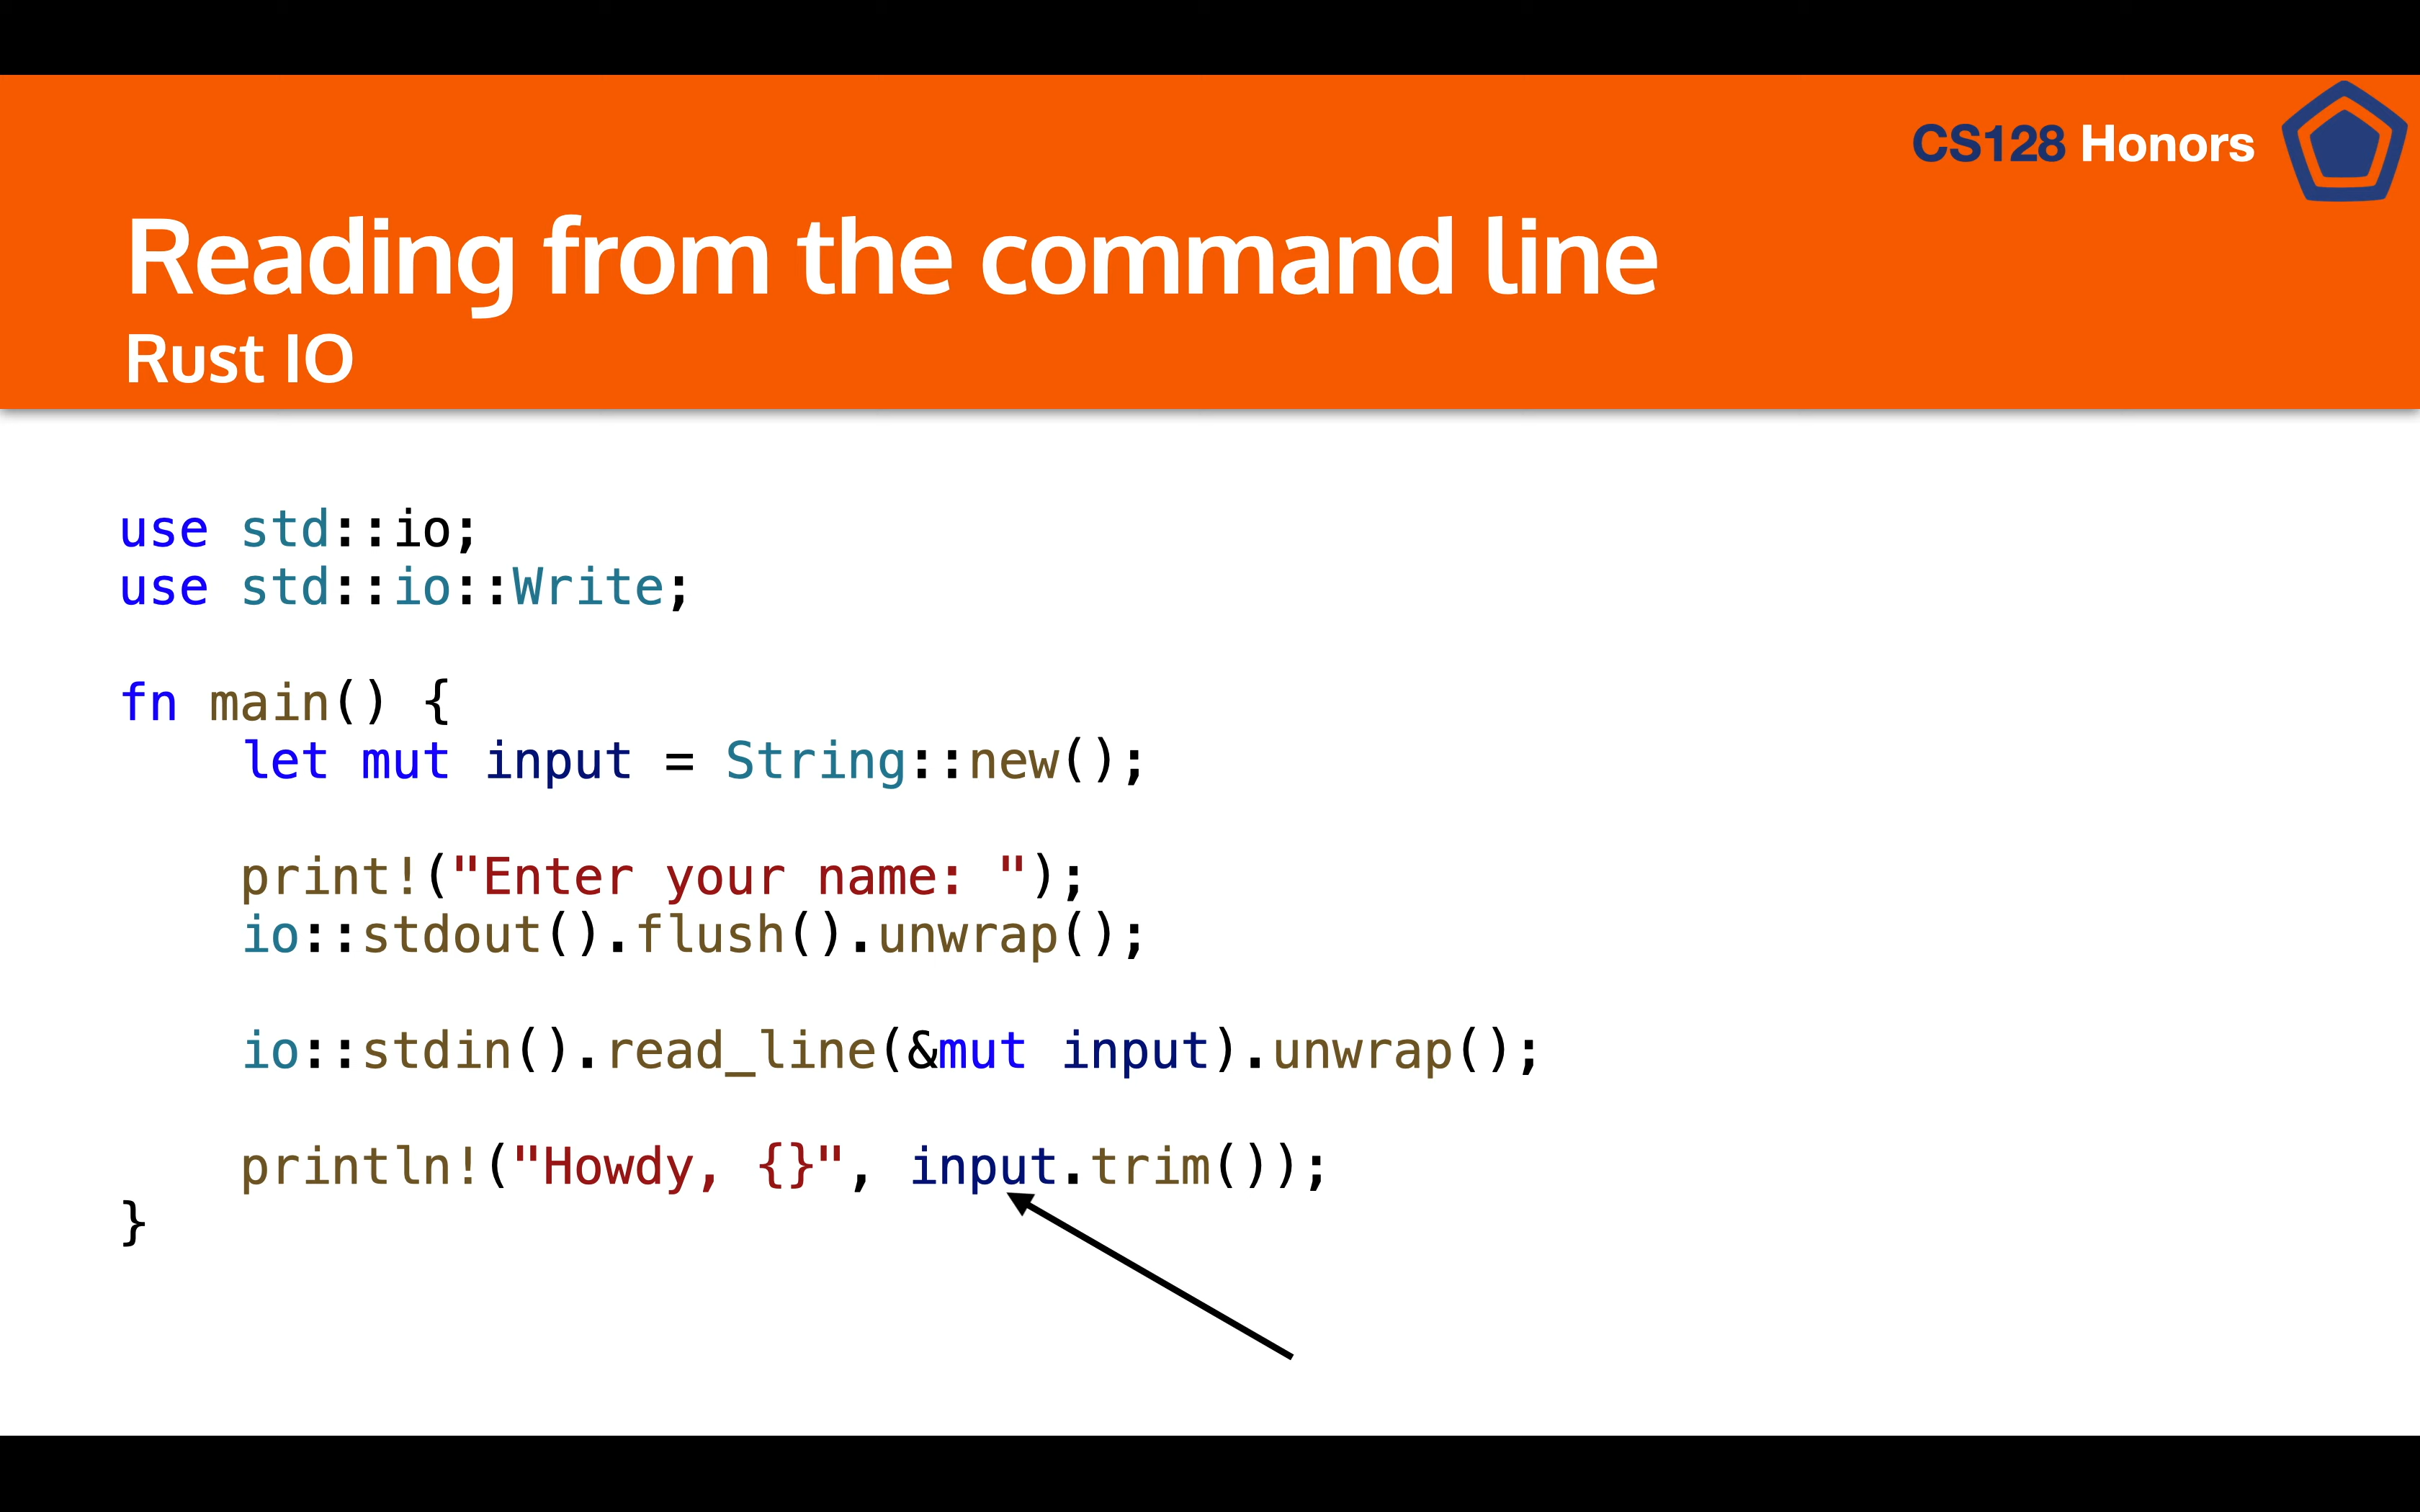 CS128 Honors
Reading from the command line
Rust IO
use std::io;
use std::io::Write;
fn main() {
    let mut input = String::new();
    print!("Enter your name: ");
    io::stdout().flush().unwrap();
    io::stdin().read_line(&mut input).unwrap();
    println!("Howdy, {}", input.trim());
}